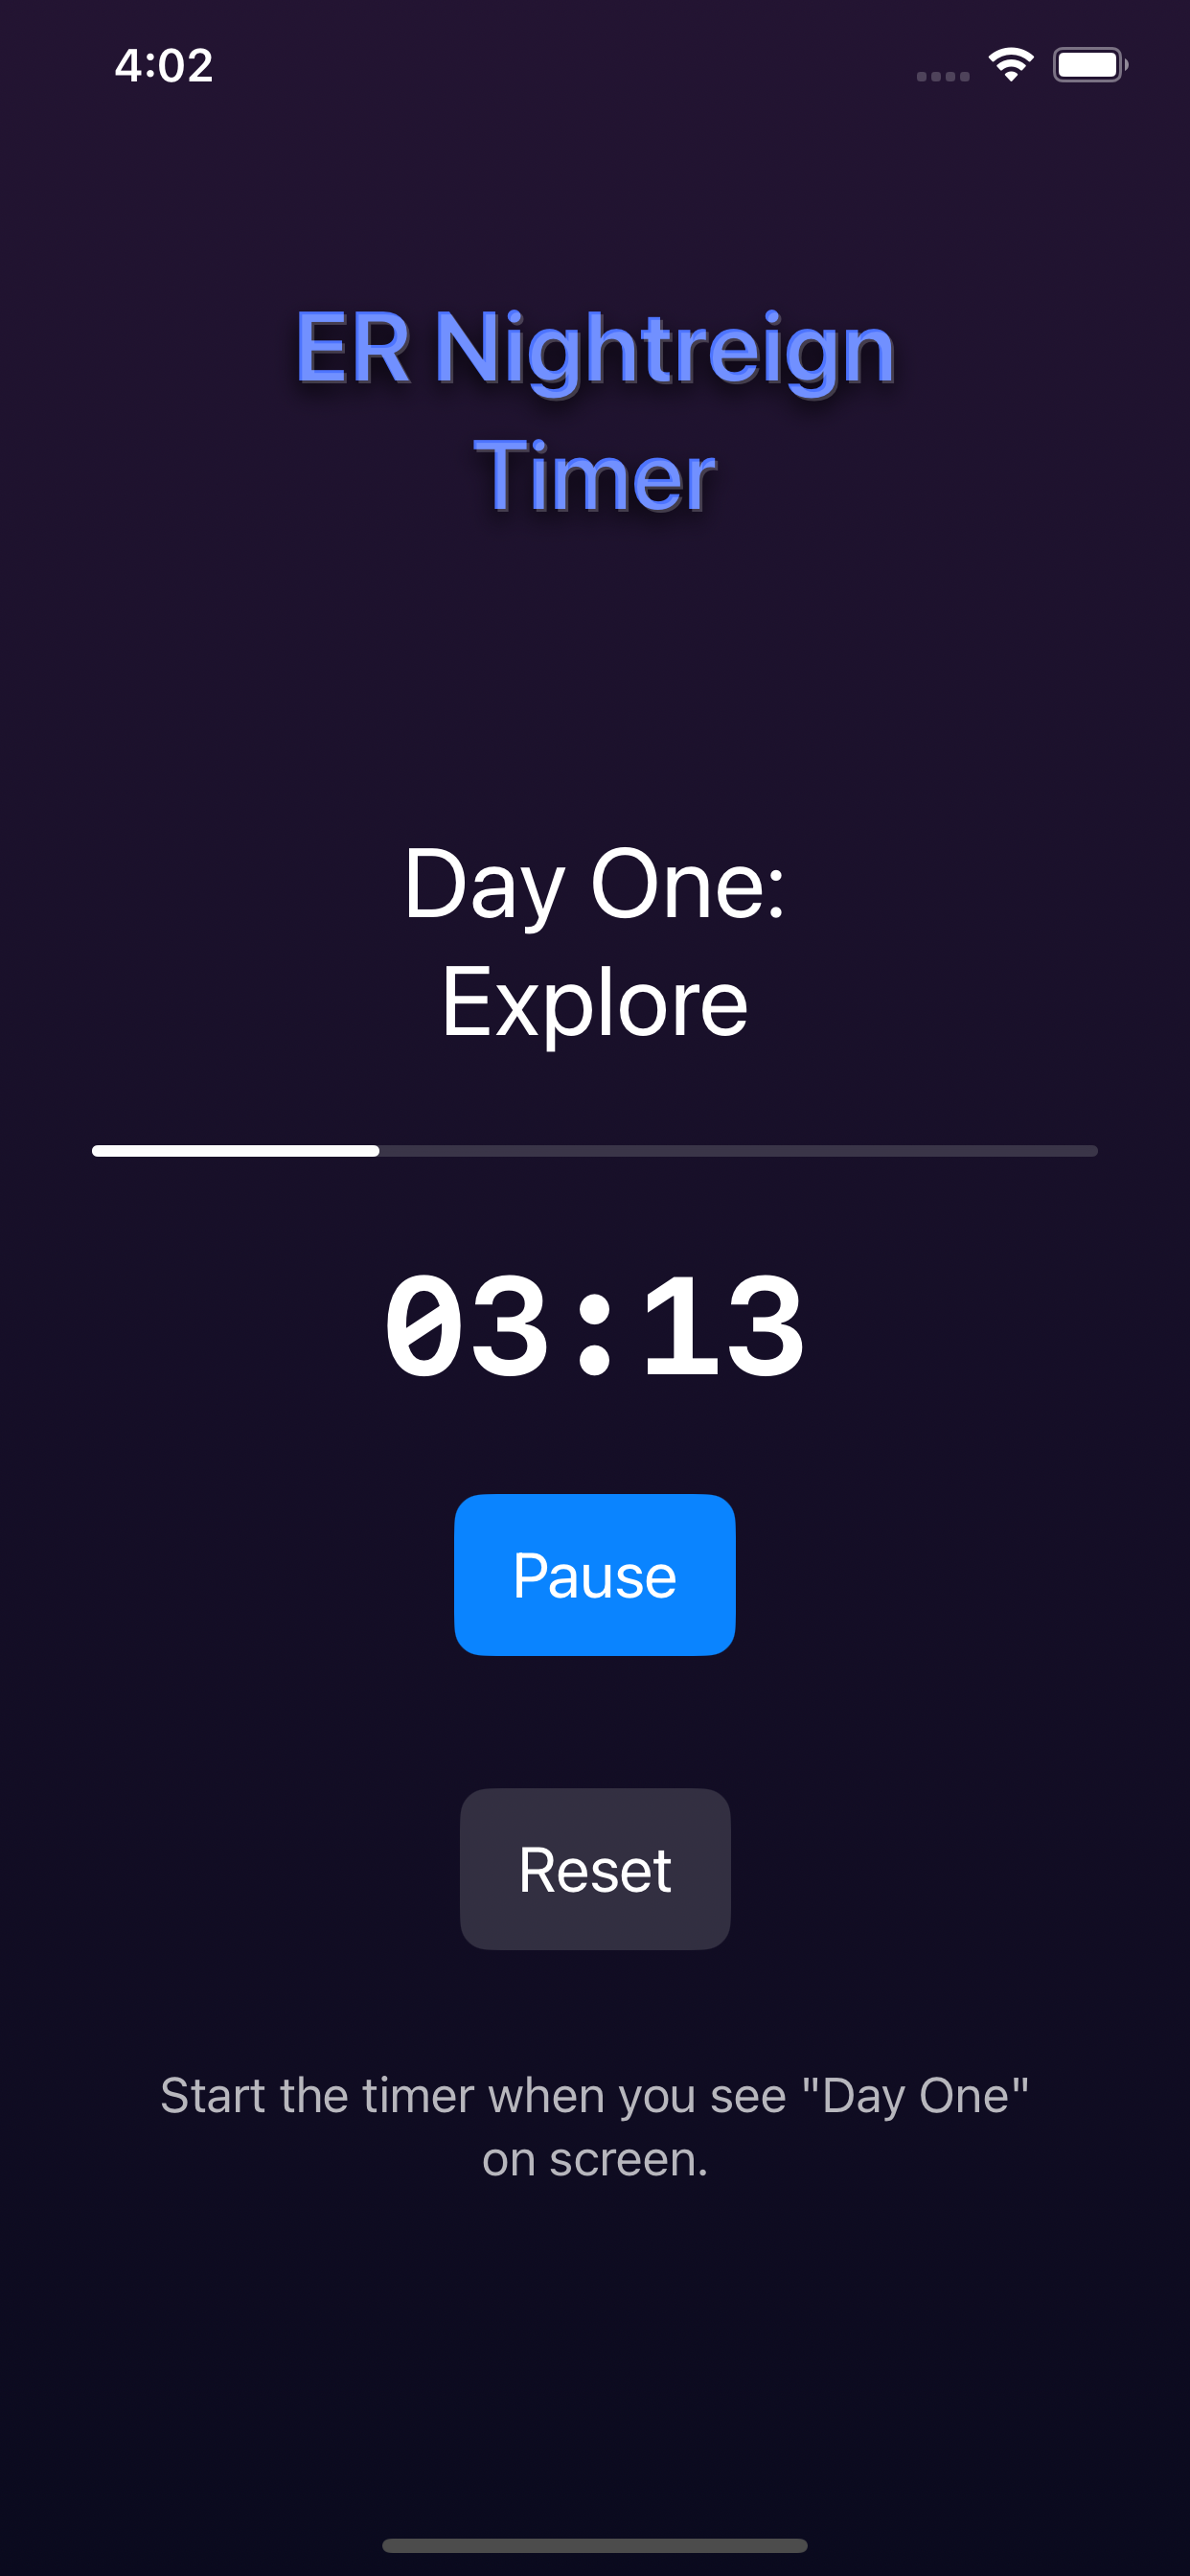 4:02
ER Nightreign
Timer
Day One:
Explore
03:13
Pause
Reset
Start the timer when you see "Day One"
on screen.